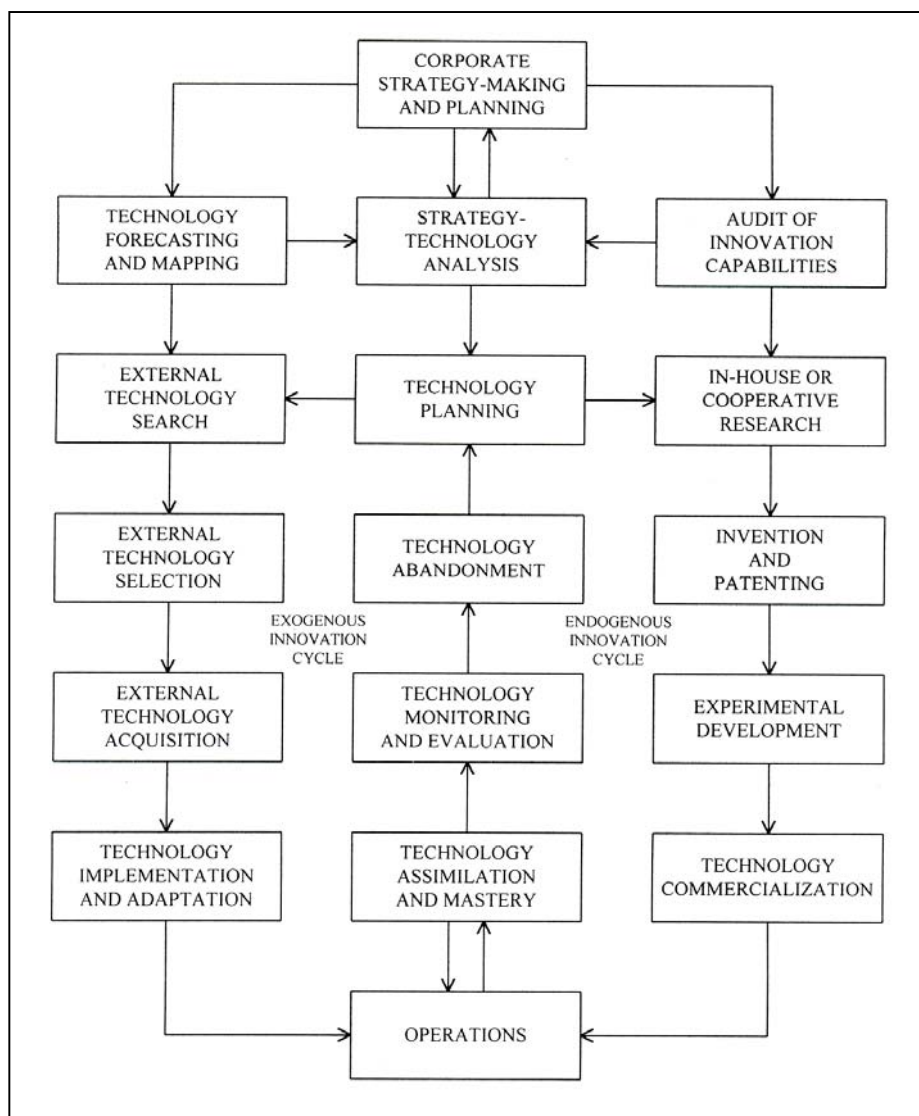 CORPORATE
STRATEGY-MAKING
AND PLANNING
TECHNOLOGY
FORECASTING
AND MAPPING
STRATEGY-
TECHNOLOGY
ANALYSIS
AUDIT OF
INNOVATION
CAPABILITIES
EXTERNAL
TECHNOLOGY
SEARCH
TECHNOLOGY
PLANNING
IN-HOUSE OR
COOPERATIVE
RESEARCH
EXTERNAL
TECHNOLOGY
SELECTION
TECHNOLOGY
ABANDONMENT
INVENTION
AND
PATENTING
EXOGENOUS
INNOVATION
CYCLE
ENDOGENOUS
INNOVATION
CYCLE
EXTERNAL
TECHNOLOGY
ACQUISITION
TECHNOLOGY
MONITORING
AND EVALUATION
EXPERIMENTAL
DEVELOPMENT
TECHNOLOGY
IMPLEMENTATION
AND ADAPTATION
TECHNOLOGY
ASSIMILATION
AND MASTERY
TECHNOLOGY
COMMERCIALIZATION
OPERATIONS